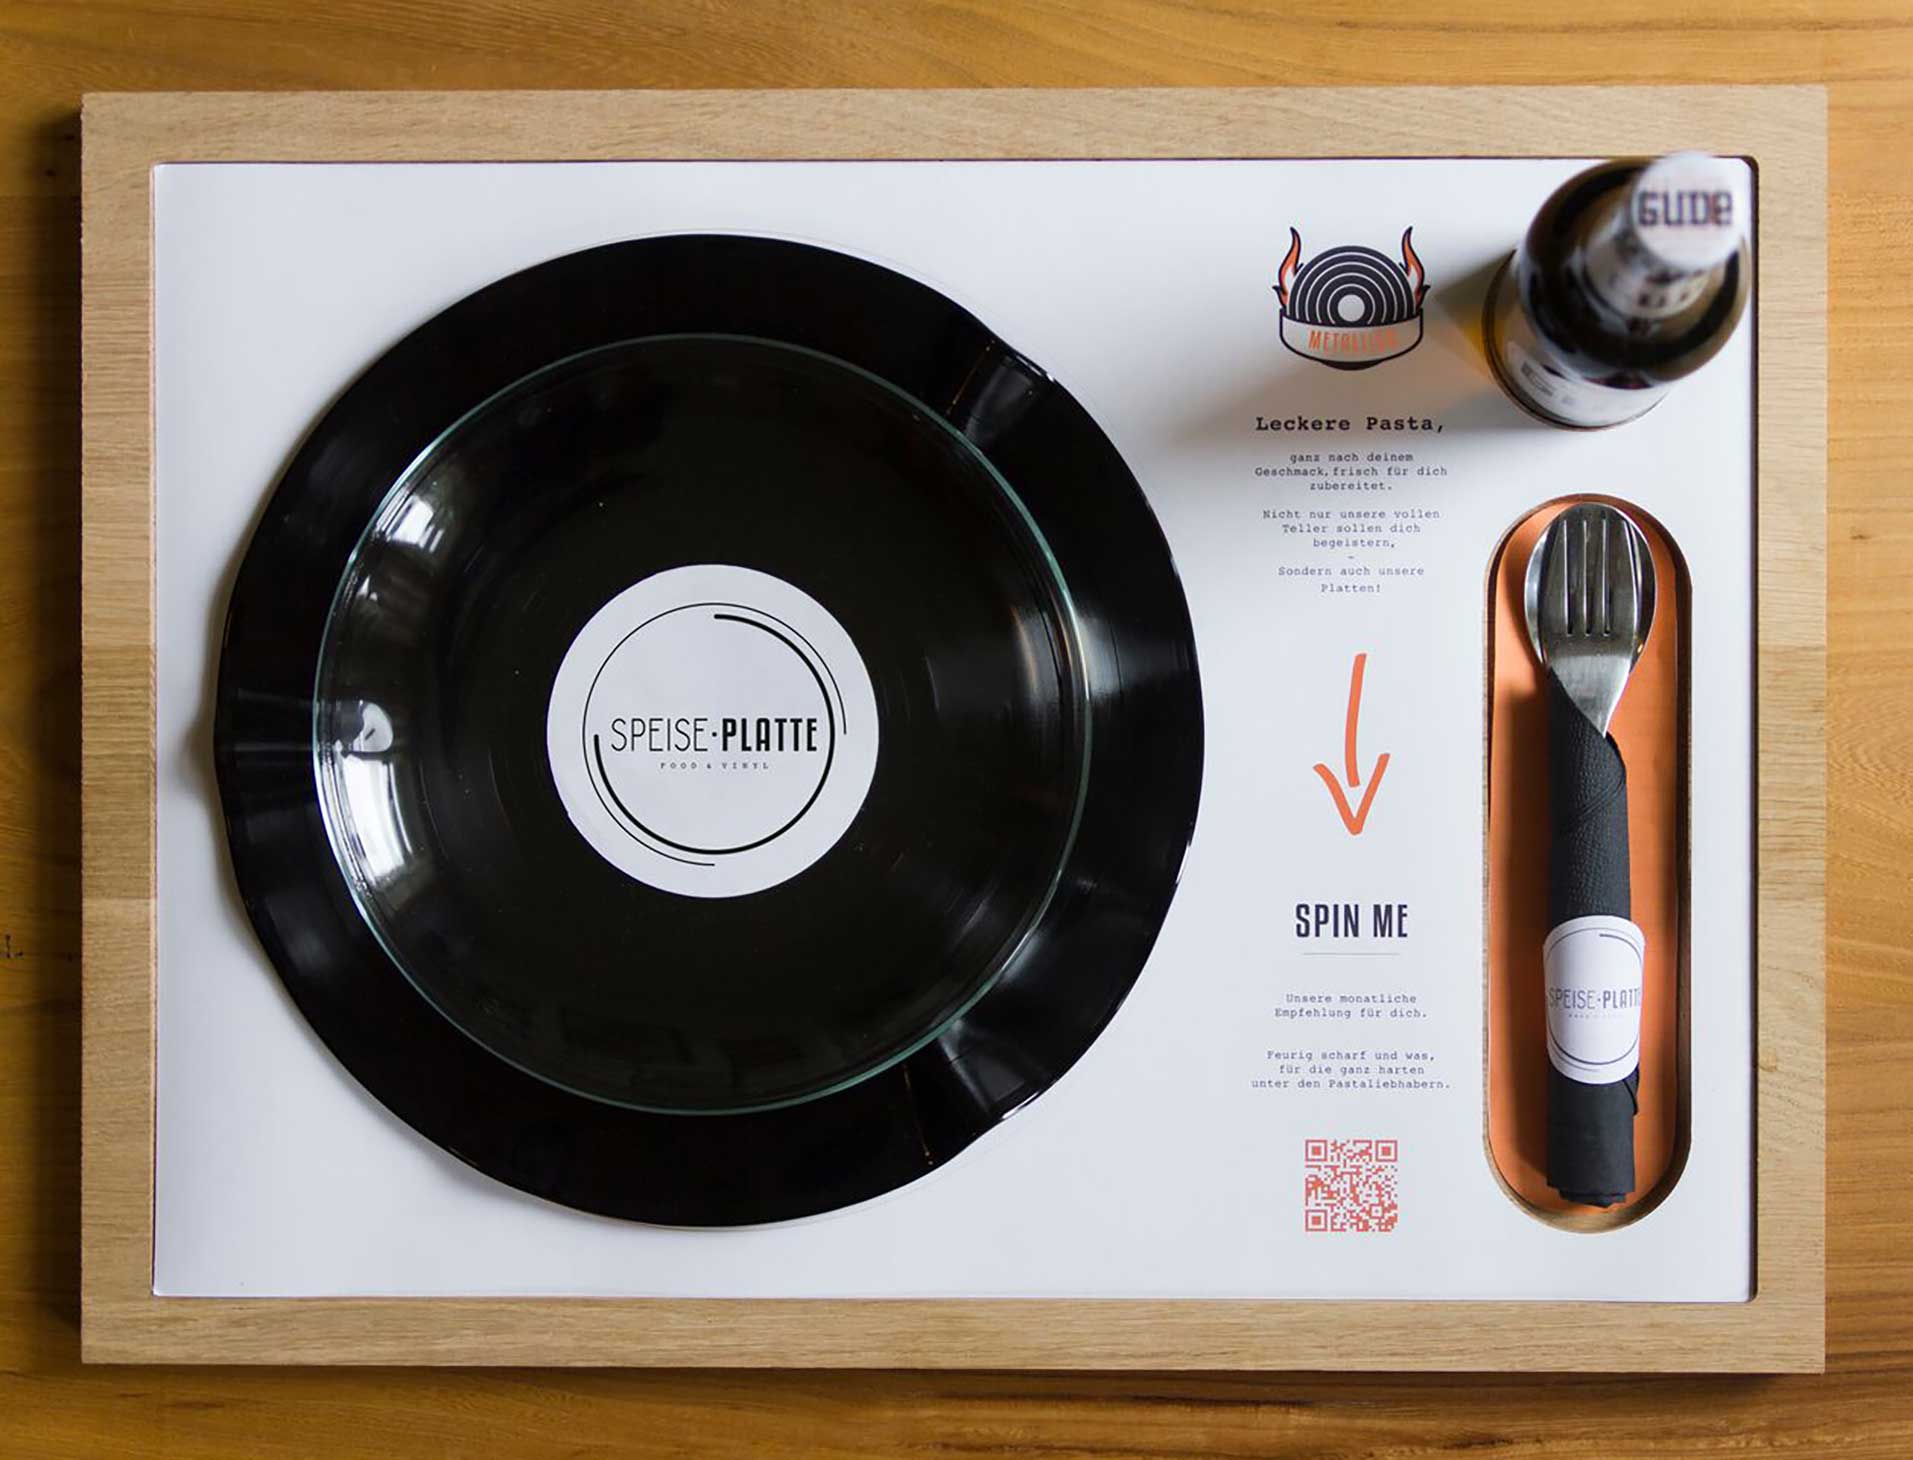 SPEISE·PLATTE
FOOD & VINYL
METALLICA
Leckere Pasta,
ganz nach deinem
Geschmack, frisch für dich
zubereitet.
Nicht nur unsere vollen
Teller sollen dich
begeistern,
-
Sondern auch unsere
Platten!
SPIN ME
Unsere monatliche
Empfehlung für dich.
Feurig scharf und was,
für die ganz harten
unter den Pastaliebhabern.
GUDE
SPEISE·PLATTE